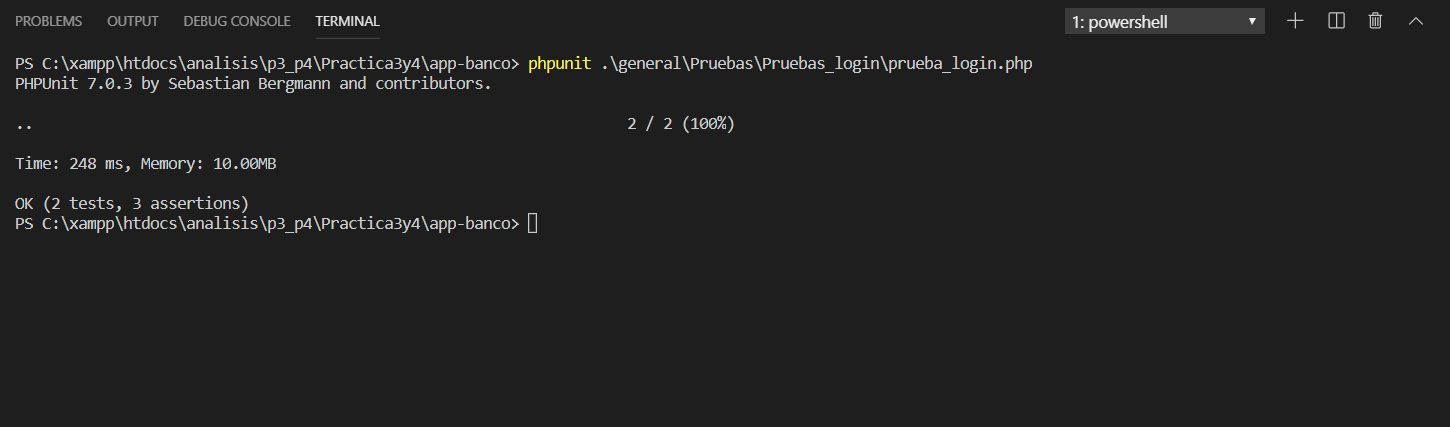 PROBLEMS OUTPUT DEBUG CONSOLE TERMINAL 1: powershell
PS C:\xampp\htdocs\analisis\p3_p4\Practica3y4\app-banco> phpunit .\general\Pruebas\Pruebas_login\prueba_login.php
PHPUnit 7.0.3 by Sebastian Bergmann and contributors.
.. 2 / 2 (100%)
Time: 248 ms, Memory: 10.00MB
OK (2 tests, 3 assertions)
PS C:\xampp\htdocs\analisis\p3_p4\Practica3y4\app-banco>